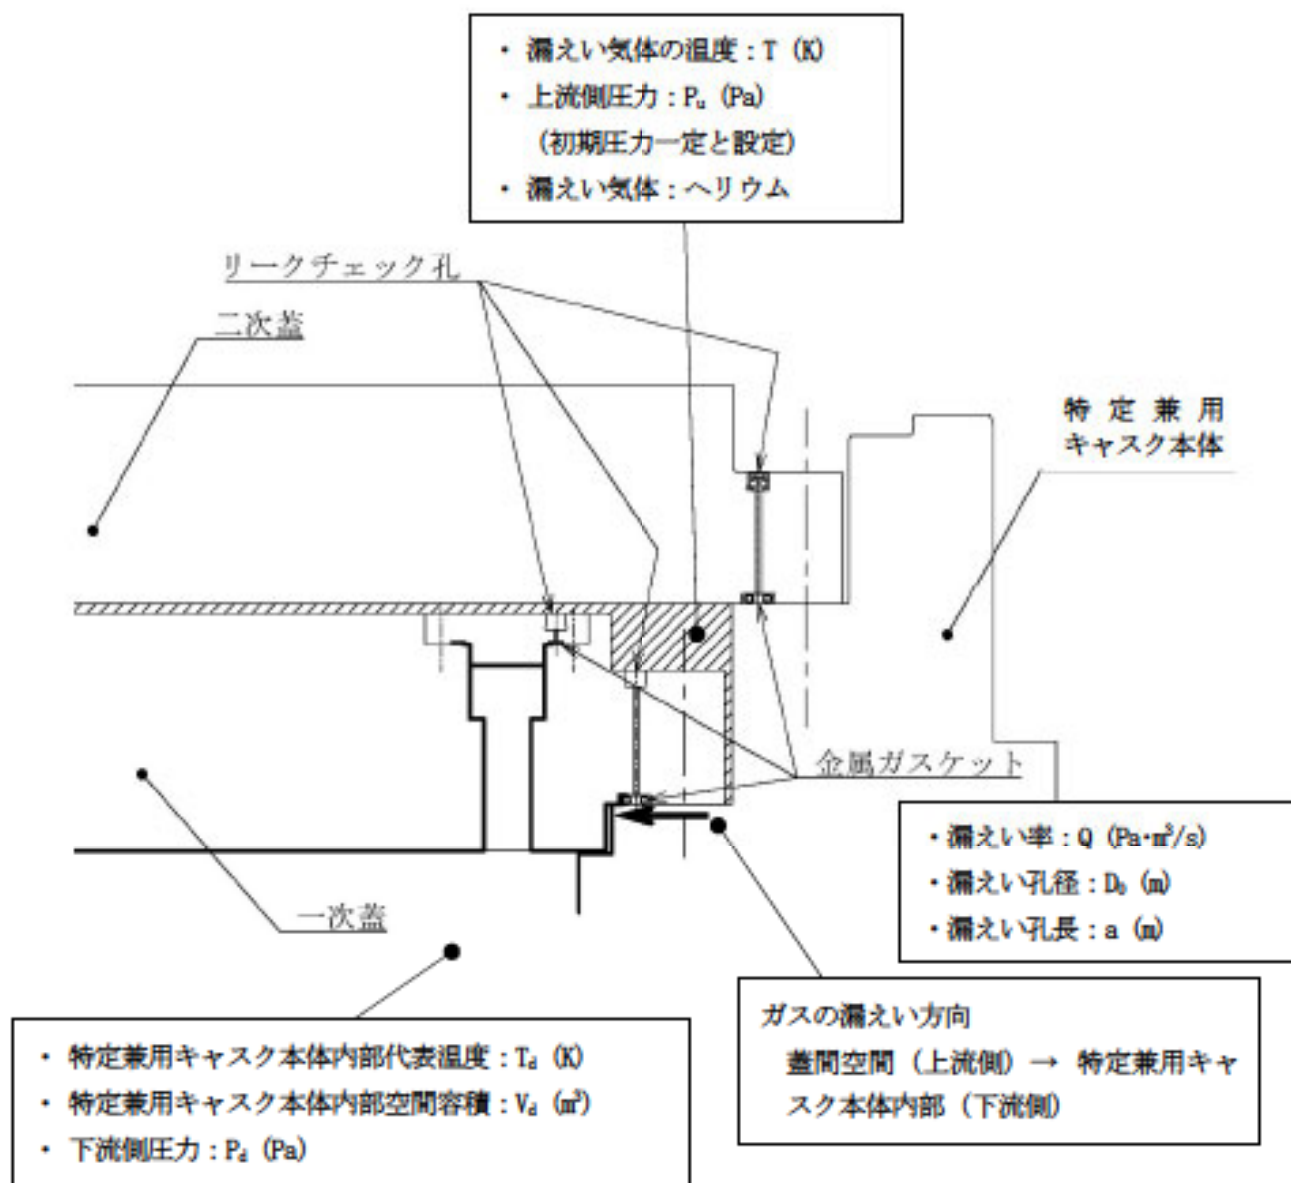 ・ 漏えい気体の温度：T (K)
・ 上流側圧力：Pu (Pa)
(初期圧力一定と設定)
・ 漏えい気体：ヘリウム
リークチェック孔
二次蓋
特定兼用
キャスク本体
金属ガスケット
・漏えい率：Q (Pa·m³/s)
・漏えい孔径：D₀ (m)
・漏えい孔長：a (m)
一次蓋
ガスの漏えい方向
蓋間空間（上流側）→ 特定兼用キャ
スク本体内部（下流側）
・ 特定兼用キャスク本体内部代表温度：Td (K)
・ 特定兼用キャスク本体内部空間容積：Vd (m³)
・ 下流側圧力：Pd (Pa)